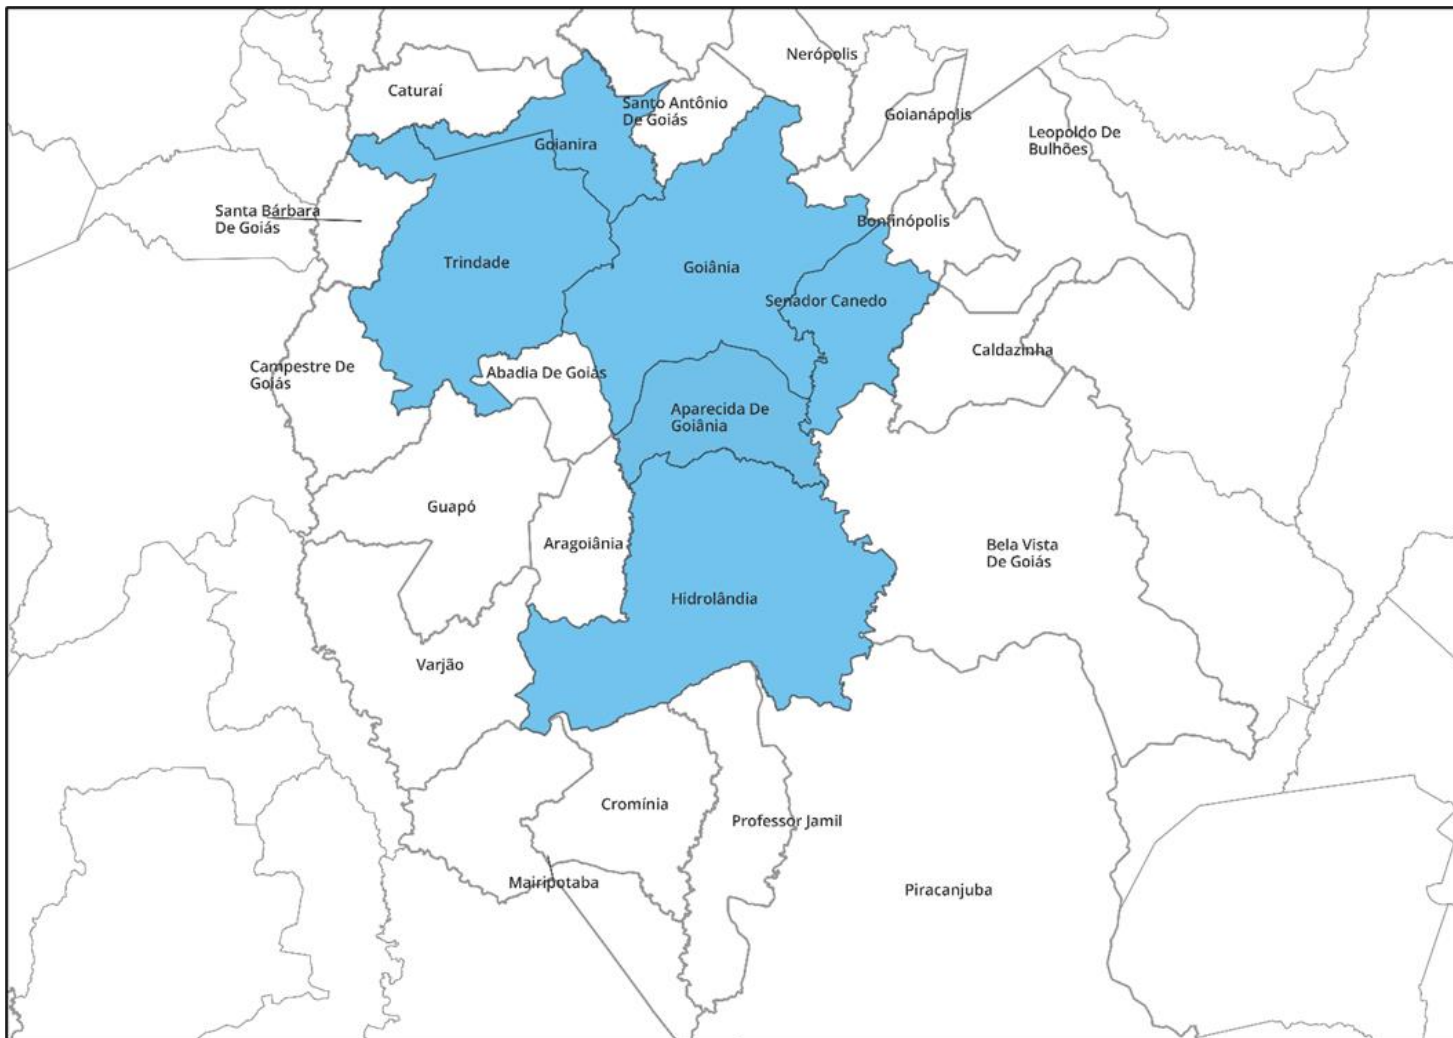 Nerópolis
Caturaí
Santo Antônio
De Goiás
Goianápolis
Leopoldo De
Bulhões
Goianira
Santa Bárbara
De Goiás
Bonfinópolis
Trindade
Goiânia
Senador Canedo
Caldazinha
Campestre De
Goiás
Abadia De Goiás
Aparecida De
Goiânia
Guapó
Aragoiânia
Bela Vista
De Goiás
Hidrolândia
Varjão
Cromínia
Professor Jamil
Mairipotaba
Piracanjuba